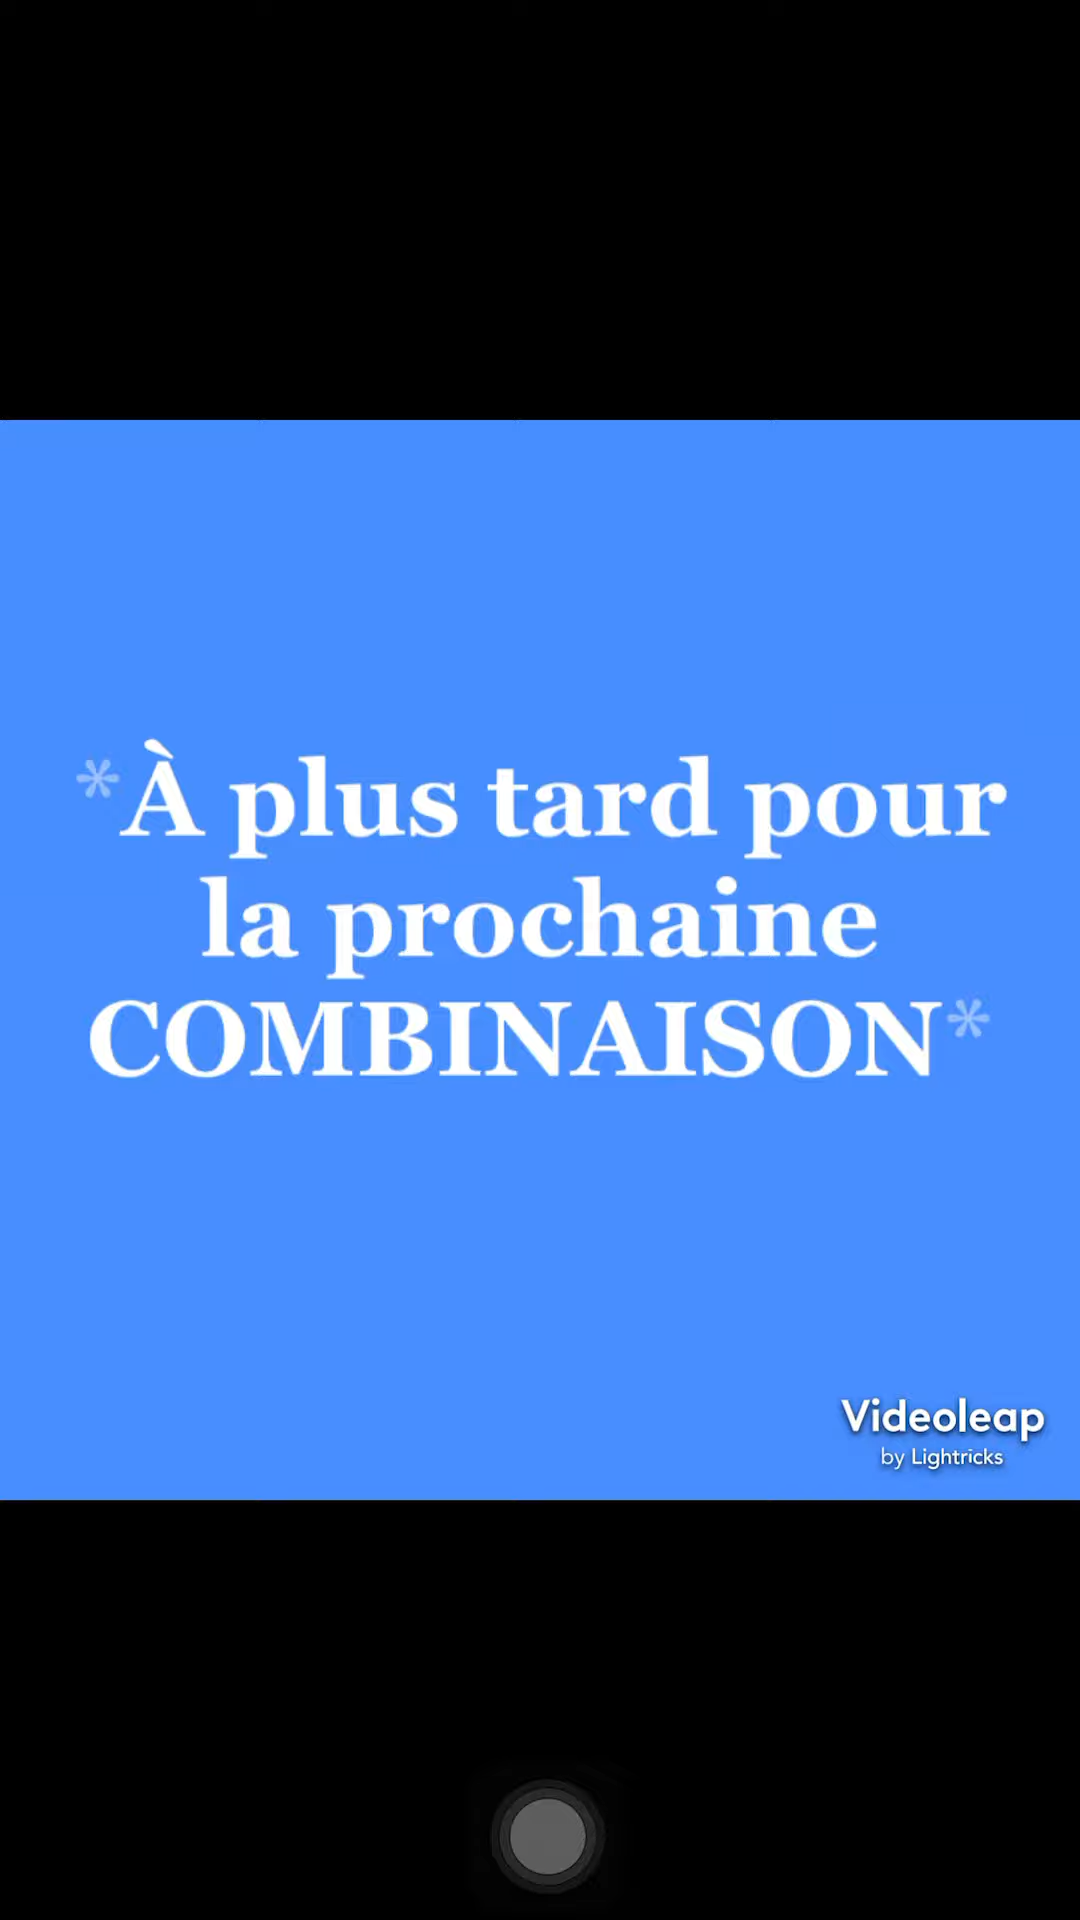 *À plus tard pour
la prochaine
COMBINAISON*
Videoleap
by Lightricks